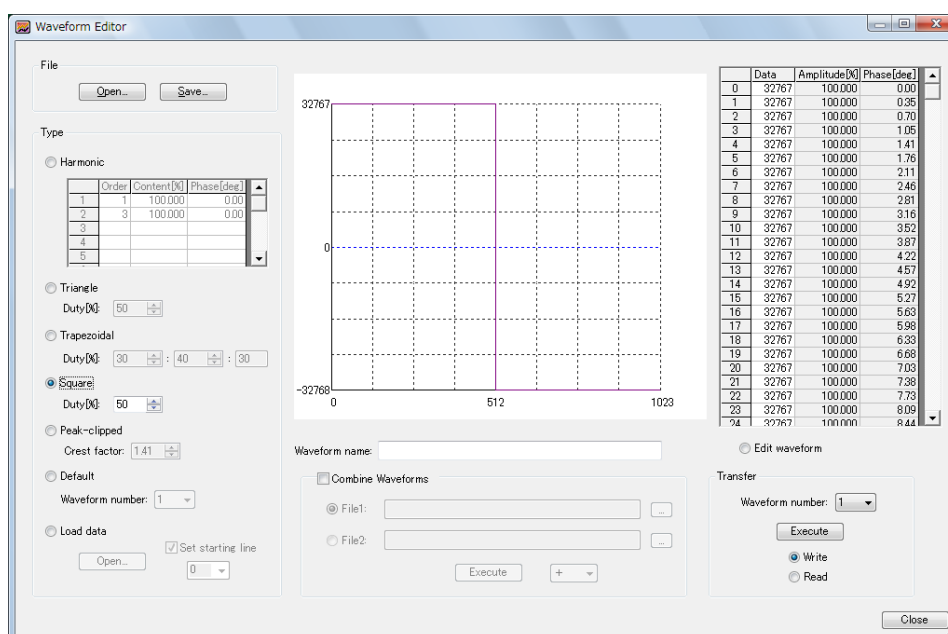 Waveform Editor
File
Open...
Save...
Type
Harmonic
Order Content[%] Phase[deg]
1 1 100.000 0.00
2 3 100.000 0.00
3
4
5
Triangle
Duty[%]: 50
Trapezoidal
Duty[%]: 30 : 40 : 30
Square
Duty[%]: 50
Peak-clipped
Crest factor: 1.41
Default
Waveform number: 1
Load data
Open...
Set starting line
0
32767
0
-32768
0 512 1023
Waveform name:
Combine Waveforms
File1: ...
File2: ...
Execute +
Data Amplitude[%] Phase[deg]
0 32767 100.000 0.00
1 32767 100.000 0.35
2 32767 100.000 0.70
3 32767 100.000 1.05
4 32767 100.000 1.41
5 32767 100.000 1.76
6 32767 100.000 2.11
7 32767 100.000 2.46
8 32767 100.000 2.81
9 32767 100.000 3.16
10 32767 100.000 3.52
11 32767 100.000 3.87
12 32767 100.000 4.22
13 32767 100.000 4.57
14 32767 100.000 4.92
15 32767 100.000 5.27
16 32767 100.000 5.63
17 32767 100.000 5.98
18 32767 100.000 6.33
19 32767 100.000 6.68
20 32767 100.000 7.03
21 32767 100.000 7.38
22 32767 100.000 7.73
23 32767 100.000 8.09
24 32767 100.000 8.44
Edit waveform
Transfer
Waveform number: 1
Execute
Write
Read
Close